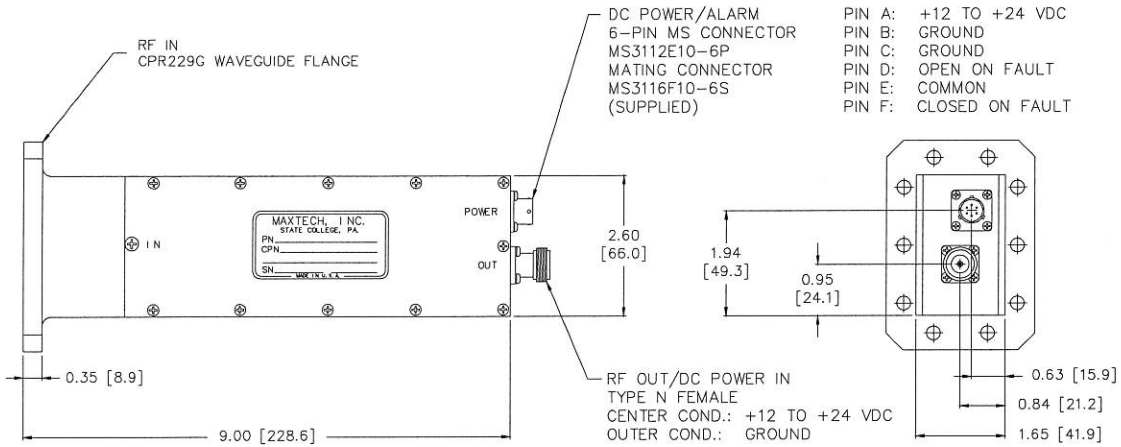 RF IN
CPR229G WAVEGUIDE FLANGE
DC POWER/ALARM
6-PIN MS CONNECTOR
MS3112E10-6P
MATING CONNECTOR
MS3116F10-6S
(SUPPLIED)
PIN A: +12 TO +24 VDC
PIN B: GROUND
PIN C: GROUND
PIN D: OPEN ON FAULT
PIN E: COMMON
PIN F: CLOSED ON FAULT
IN
MAXTECH, INC.
STATE COLLEGE, PA.
PN
CPN
SN
MADE IN U.S.A.
POWER
OUT
2.60
[66.0]
1.94
[49.3]
0.95
[24.1]
0.35 [8.9]
9.00 [228.6]
RF OUT/DC POWER IN
TYPE N FEMALE
CENTER COND.: +12 TO +24 VDC
OUTER COND.: GROUND
0.63 [15.9]
0.84 [21.2]
1.65 [41.9]